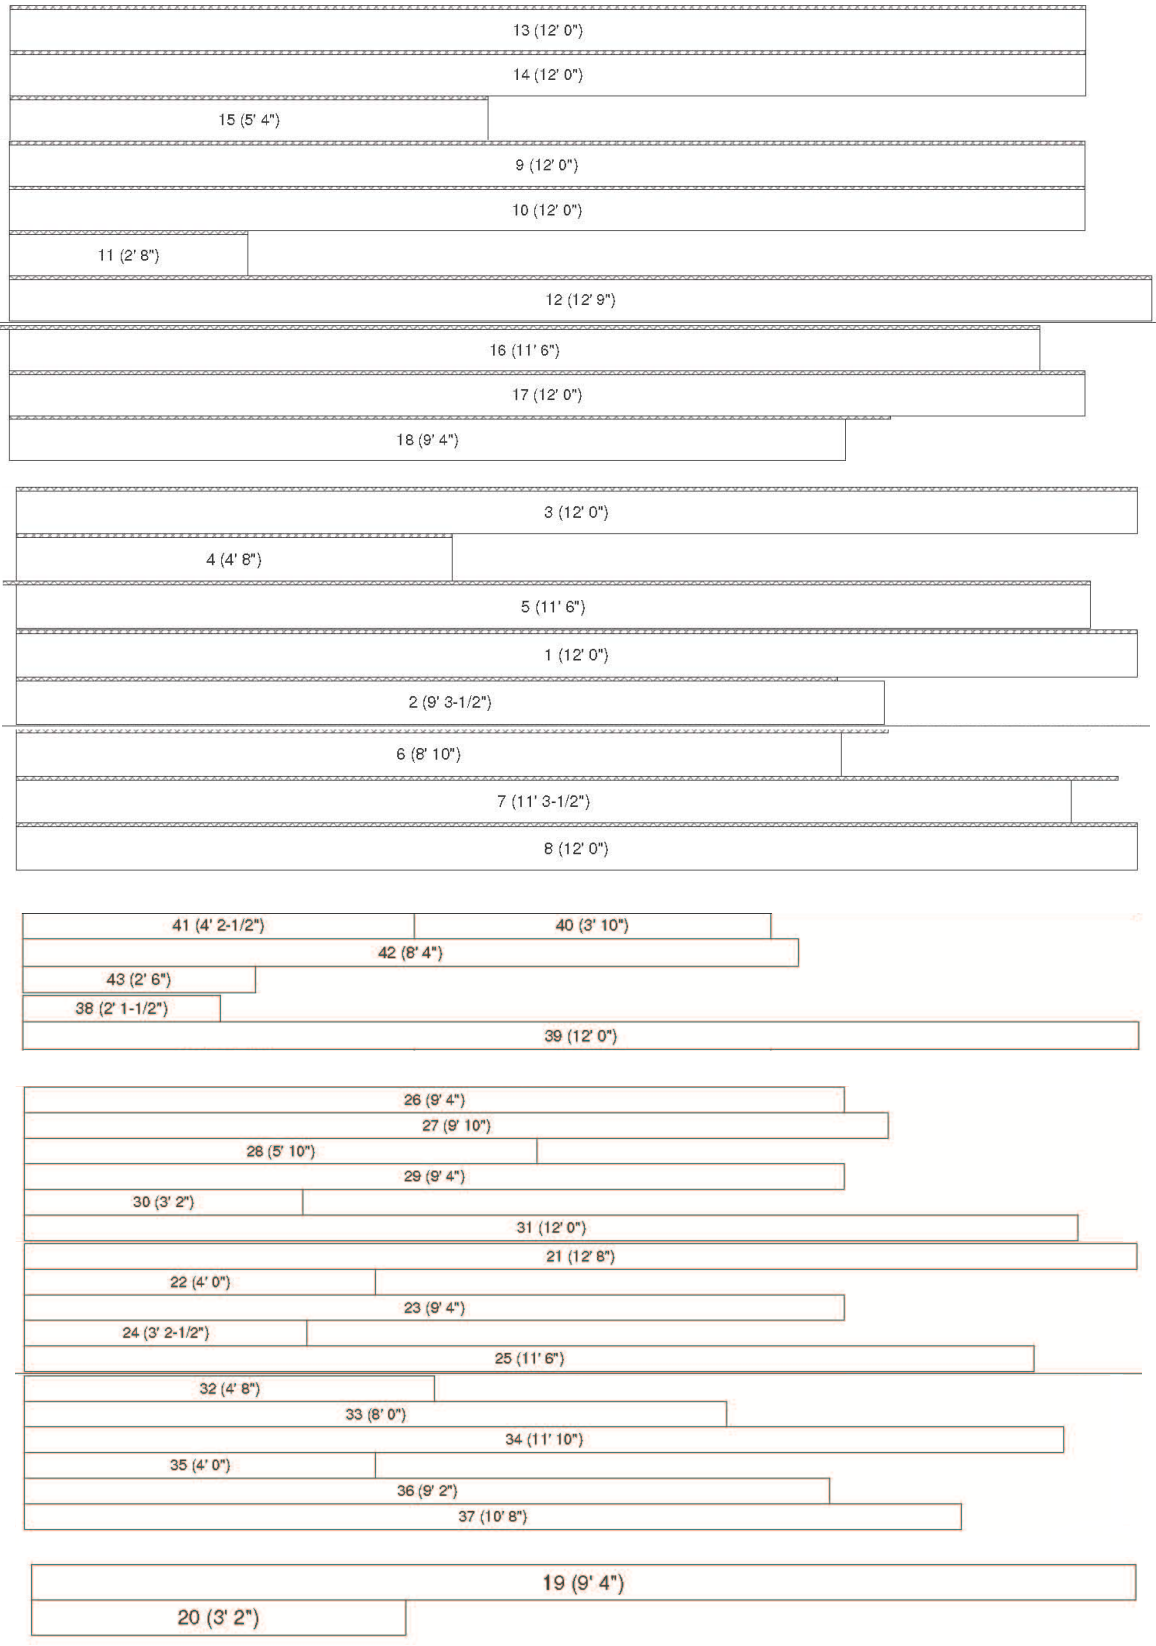 13 (12' 0")
14 (12' 0")
15 (5' 4")
9 (12' 0")
10 (12' 0")
11 (2' 8")
12 (12' 9")
16 (11' 6")
17 (12' 0")
18 (9' 4")
3 (12' 0")
4 (4' 8")
5 (11' 6")
1 (12' 0")
2 (9' 3-1/2")
6 (8' 10")
7 (11' 3-1/2")
8 (12' 0")
41 (4' 2-1/2") 40 (3' 10")
42 (8' 4")
43 (2' 6")
38 (2' 1-1/2")
39 (12' 0")
26 (9' 4")
27 (9' 10")
28 (5' 10")
29 (9' 4")
30 (3' 2")
31 (12' 0")
21 (12' 8")
22 (4' 0")
23 (9' 4")
24 (3' 2-1/2")
25 (11' 6")
32 (4' 8")
33 (8' 0")
34 (11' 10")
35 (4' 0")
36 (9' 2")
37 (10' 8")
19 (9' 4")
20 (3' 2")